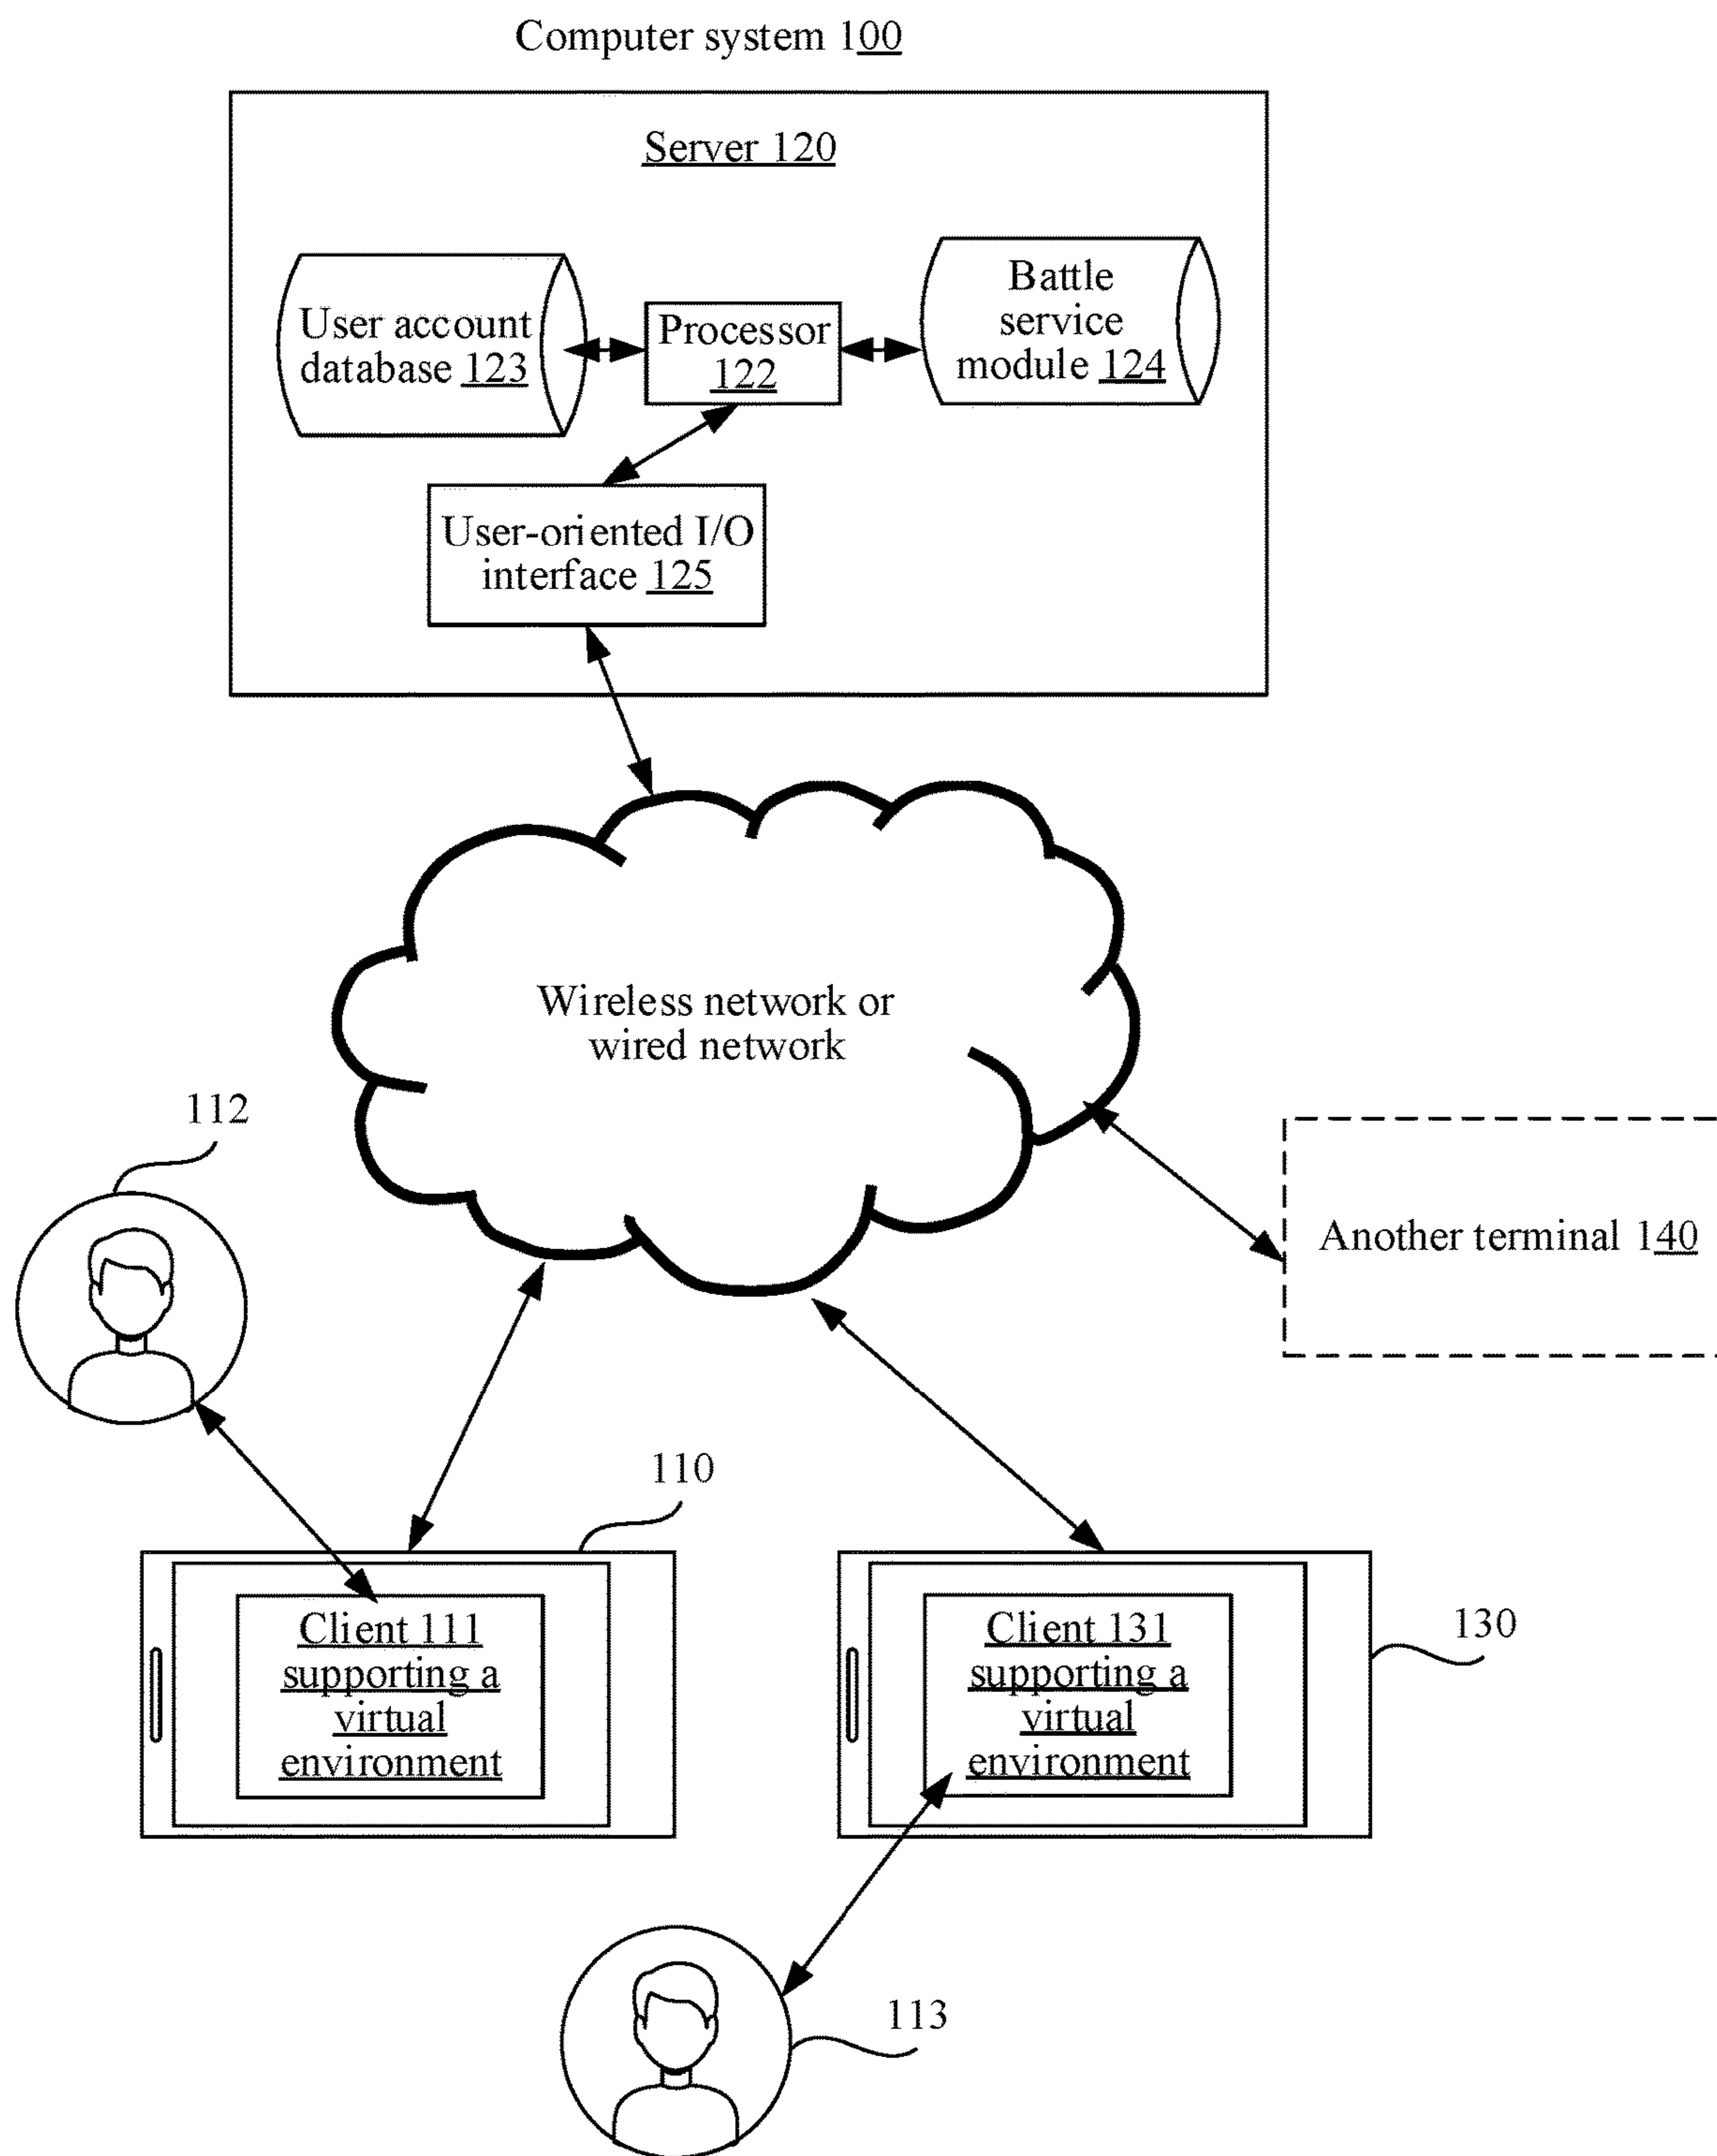 Computer system 100
Server 120
User account
database 123
Processor
122
Battle
service
module 124
User-oriented I/O
interface 125
Wireless network or
wired network
112
Another terminal 140
110
Client 111
supporting a
virtual
environment
Client 131
supporting a
virtual
environment
130
113